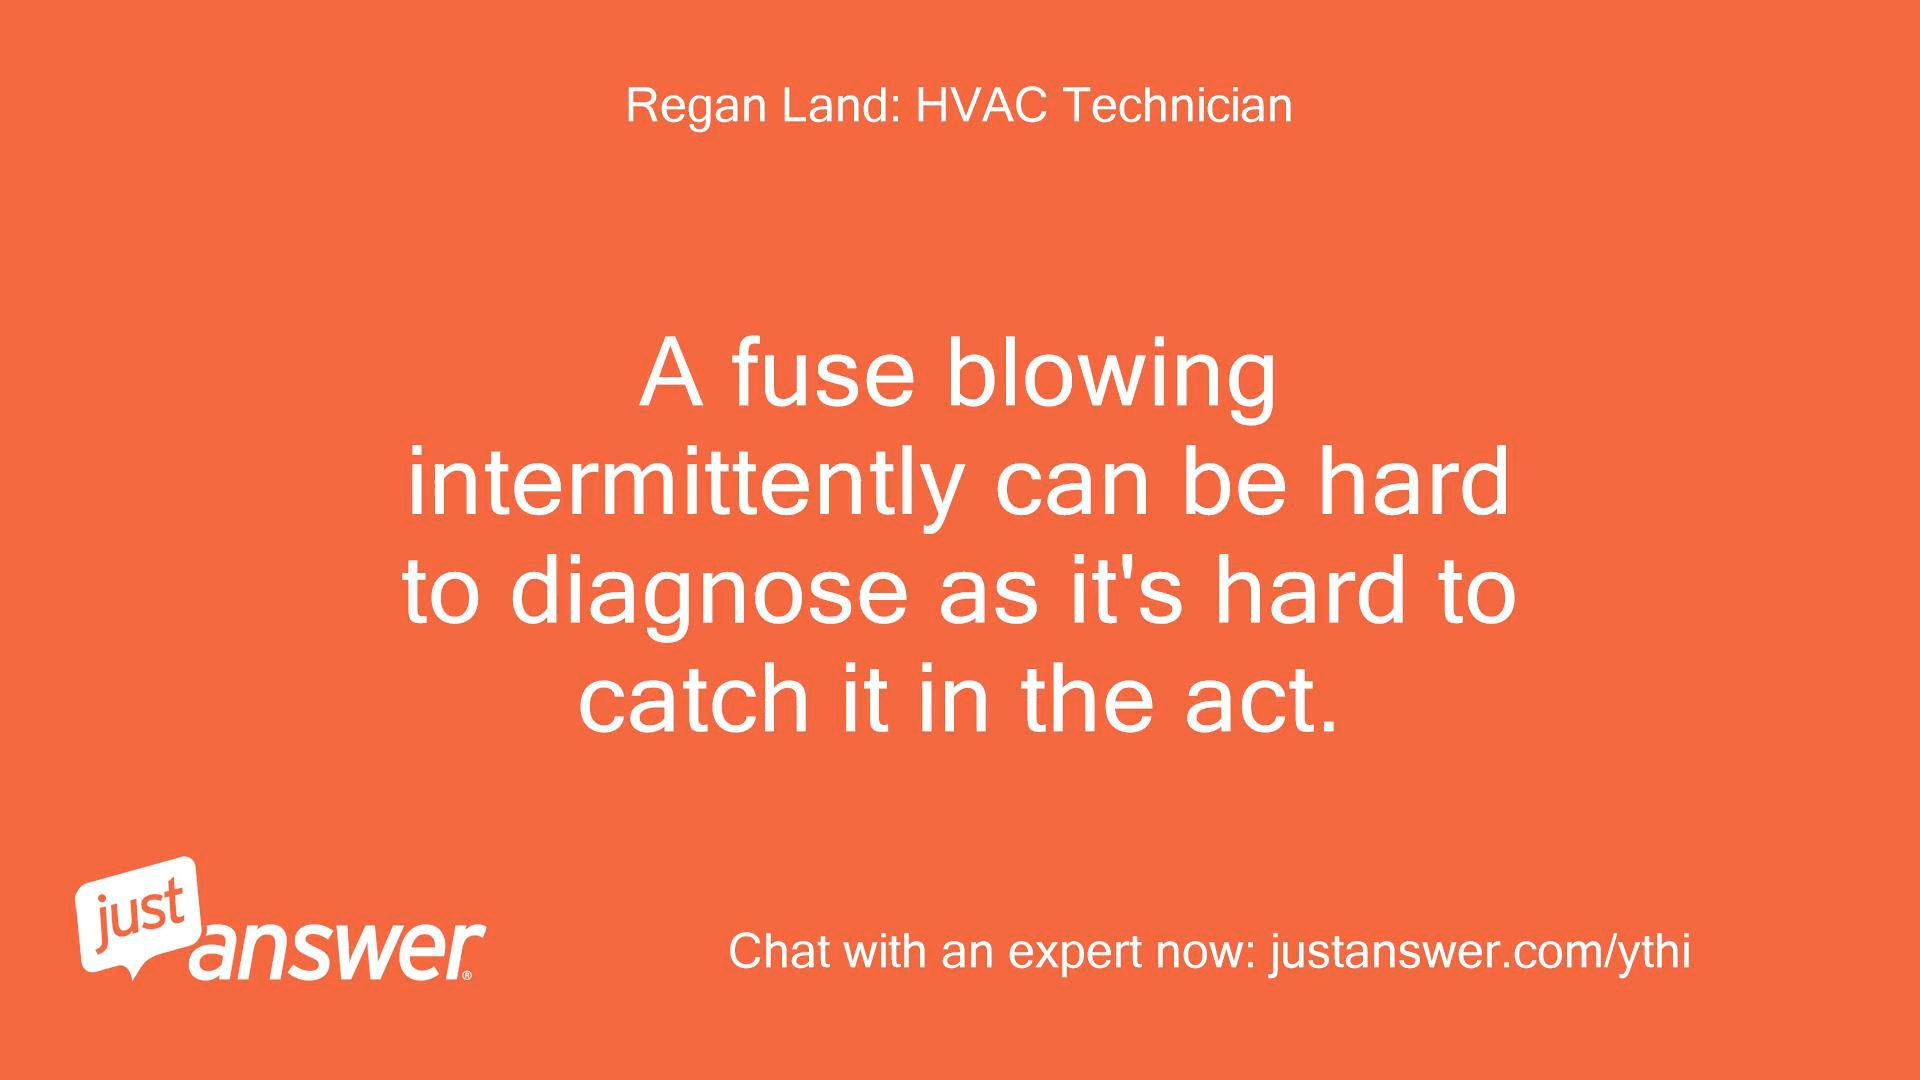 Regan Land: HVAC Technician
A fuse blowing
intermittently can be hard
to diagnose as it's hard to
catch it in the act.
just
answer®
Chat with an expert now: justanswer.com/ythi